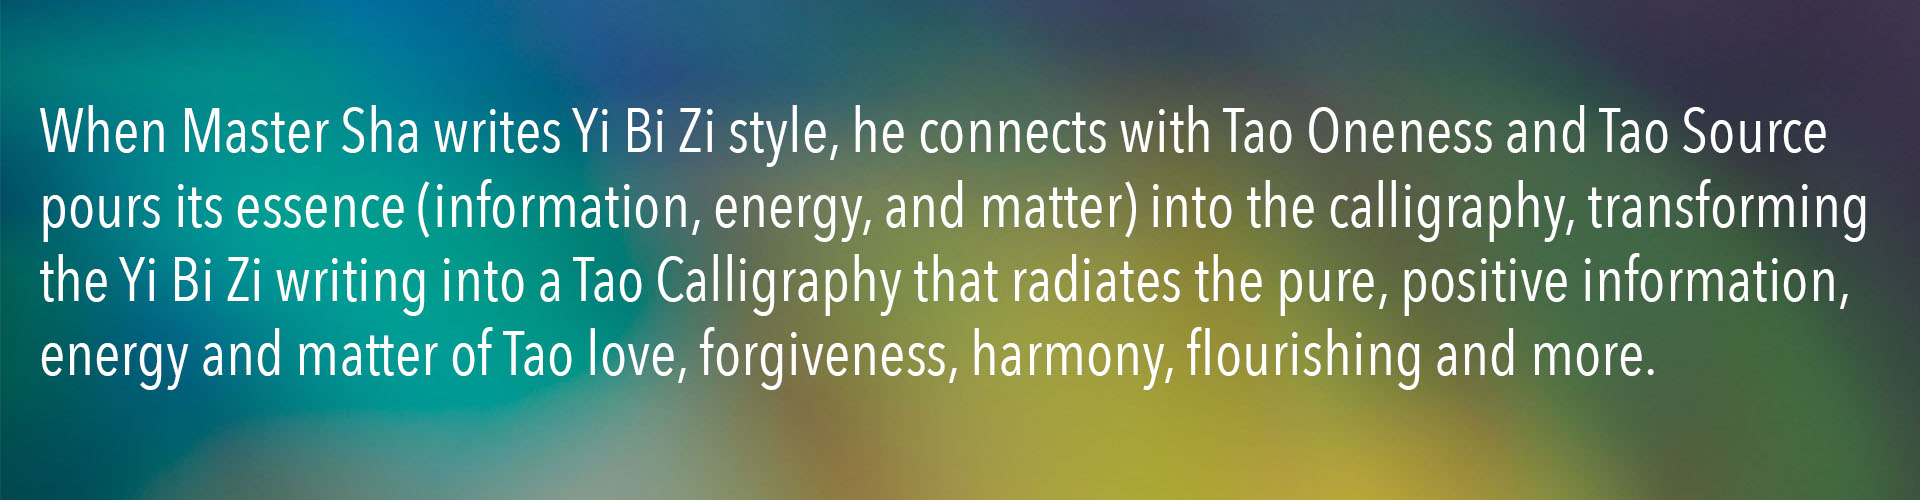 When Master Sha writes Yi Bi Zi style, he connects with Tao Oneness and Tao Source
pours its essence (information, energy, and matter) into the calligraphy, transforming
the Yi Bi Zi writing into a Tao Calligraphy that radiates the pure, positive information,
energy and matter of Tao love, forgiveness, harmony, flourishing and more.